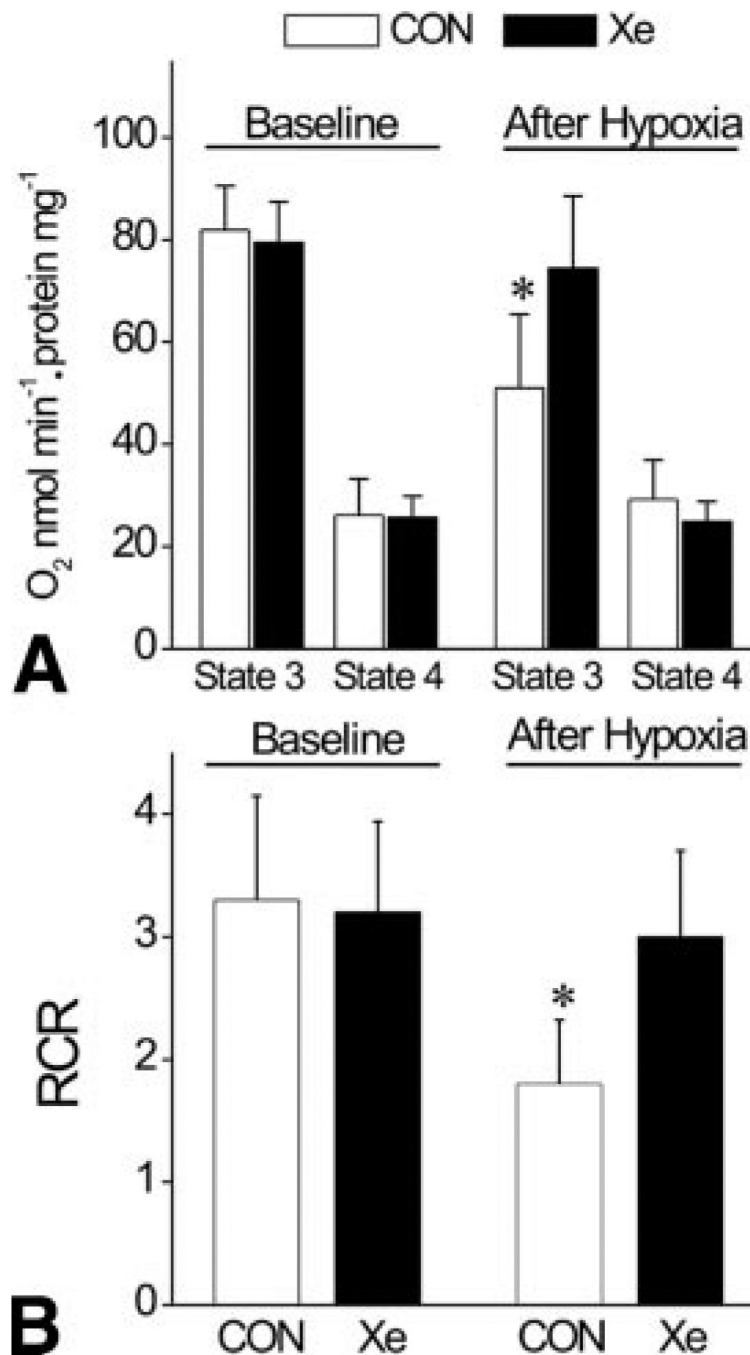 CON Xe
Baseline After Hypoxia
O₂ nmol min⁻¹.protein mg⁻¹
100
80
60
40
20
0
*
State 3 State 4 State 3 State 4
A
Baseline After Hypoxia
RCR
4
3
2
1
0
*
CON Xe CON Xe
B